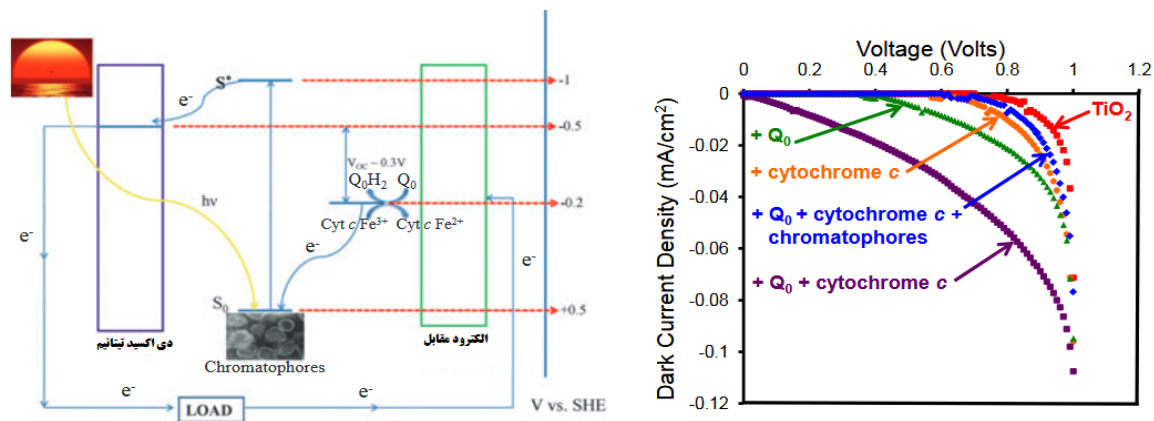 S*
-1
e-
-0.5
VOC ~ 0.3V
Q0H2 Q0
hν
-0.2
Cyt c Fe3+ Cyt c Fe2+
e-
e-
e-
S0
+0.5
دی اکسید تیتانیم
الکترود مقابل
Chromatophores
e-
e-
LOAD
V vs. SHE
Voltage (Volts)
0 0.2 0.4 0.6 0.8 1 1.2
Dark Current Density (mA/cm2)
0
-0.02
-0.04
-0.06
-0.08
-0.1
-0.12
TiO2
+ Q0
+ cytochrome c
+ Q0 + cytochrome c +
chromatophores
+ Q0 + cytochrome c